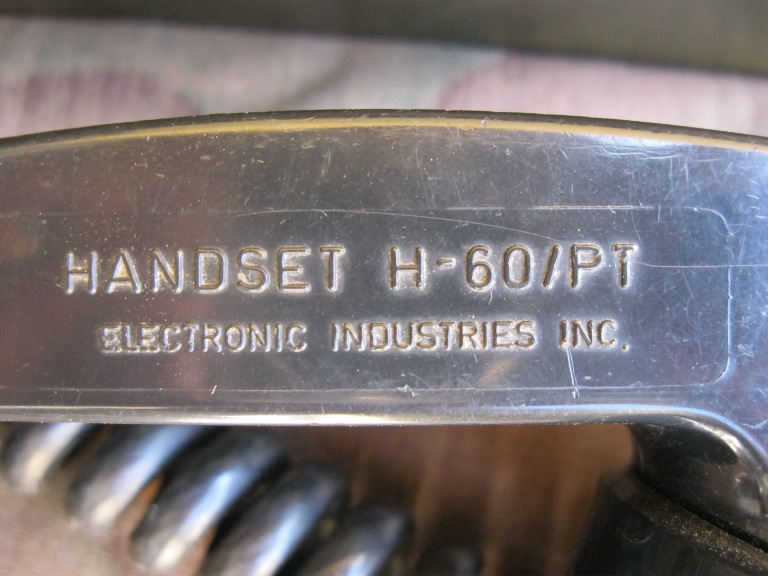 HANDSET H-60/PT
ELECTRONIC INDUSTRIES INC.